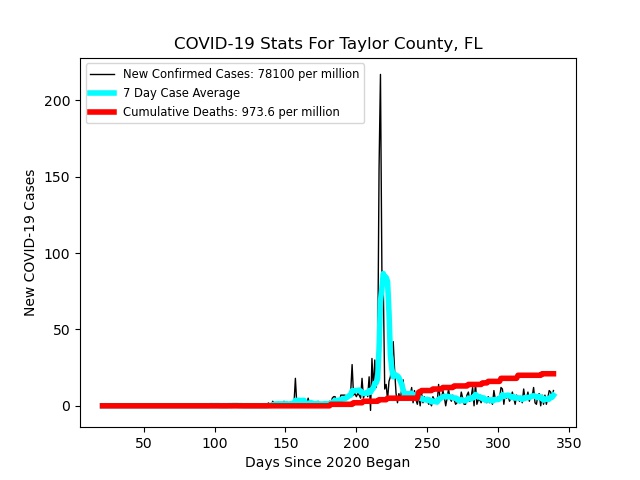 COVID-19 Stats For Taylor County, FL
New Confirmed Cases: 78100 per million
7 Day Case Average
Cumulative Deaths: 973.6 per million
New COVID-19 Cases
200
150
100
50
0
50 100 150 200 250 300 350
Days Since 2020 Began